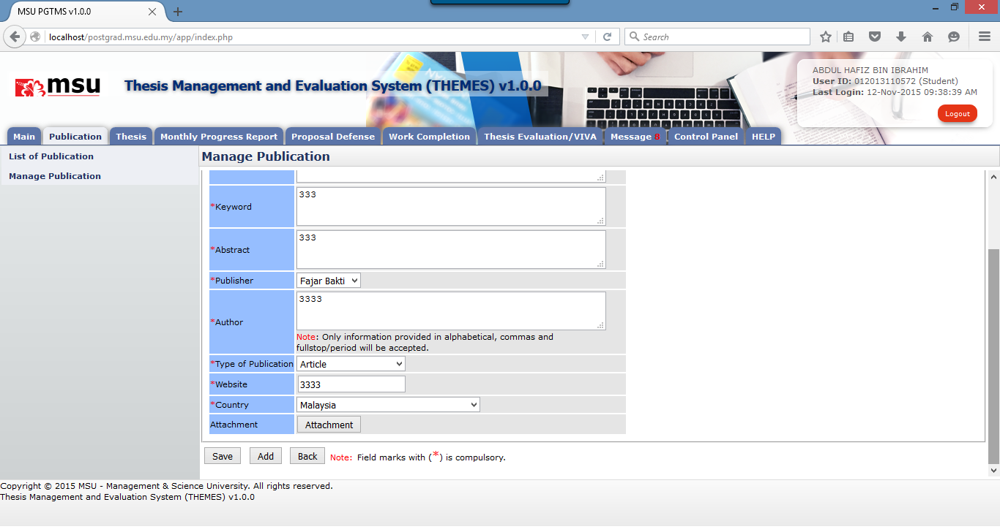 MSU PGTMS v1.0.0
localhost/postgrad.msu.edu.my/app/index.php
Search
msu
Thesis Management and Evaluation System (THEMES) v1.0.0
ABDUL HAFIZ BIN IBRAHIM
User ID: 012013110572 (Student)
Last Login: 12-Nov-2015 09:38:39 AM
Logout
Main Publication Thesis Monthly Progress Report Proposal Defense Work Completion Thesis Evaluation/VIVA Message 8 Control Panel HELP
List of Publication
Manage Publication
Manage Publication
*Keyword 333
*Abstract 333
*Publisher Fajar Bakti
*Author 3333
Note: Only information provided in alphabetical, commas and
fullstop/period will be accepted.
*Type of Publication Article
*Website 3333
*Country Malaysia
Attachment Attachment
Save Add Back Note: Field marks with (*) is compulsory.
Copyright © 2015 MSU - Management & Science University. All rights reserved.
Thesis Management and Evaluation System (THEMES) v1.0.0